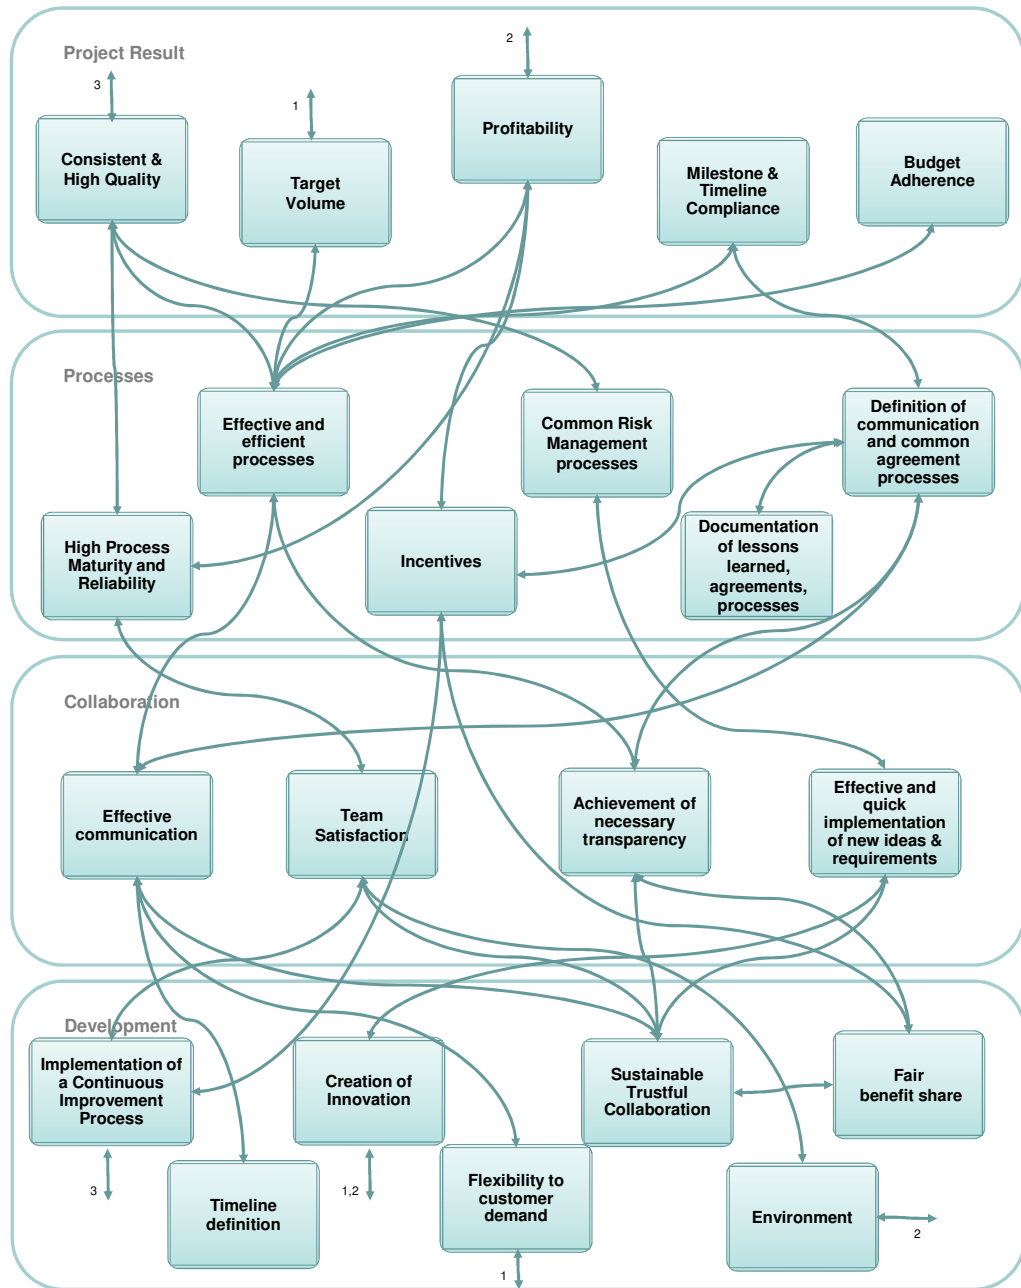 Project Result
3
1
2
Consistent &
High Quality
Target
Volume
Profitability
Milestone &
Timeline
Compliance
Budget
Adherence
Processes
Effective and
efficient
processes
Common Risk
Management
processes
Definition of
communication
and common
agreement
processes
High Process
Maturity and
Reliability
Incentives
Documentation
of lessons
learned,
agreements,
processes
Collaboration
Effective
communication
Team
Satisfaction
Achievement of
necessary
transparency
Effective and
quick
implementation
of new ideas &
requirements
Development
Implementation of
a Continuous
Improvement
Process
Creation of
Innovation
Sustainable
Trustful
Collaboration
Fair
benefit share
3
Timeline
definition
1,2
Flexibility to
customer
demand
Environment
2
1